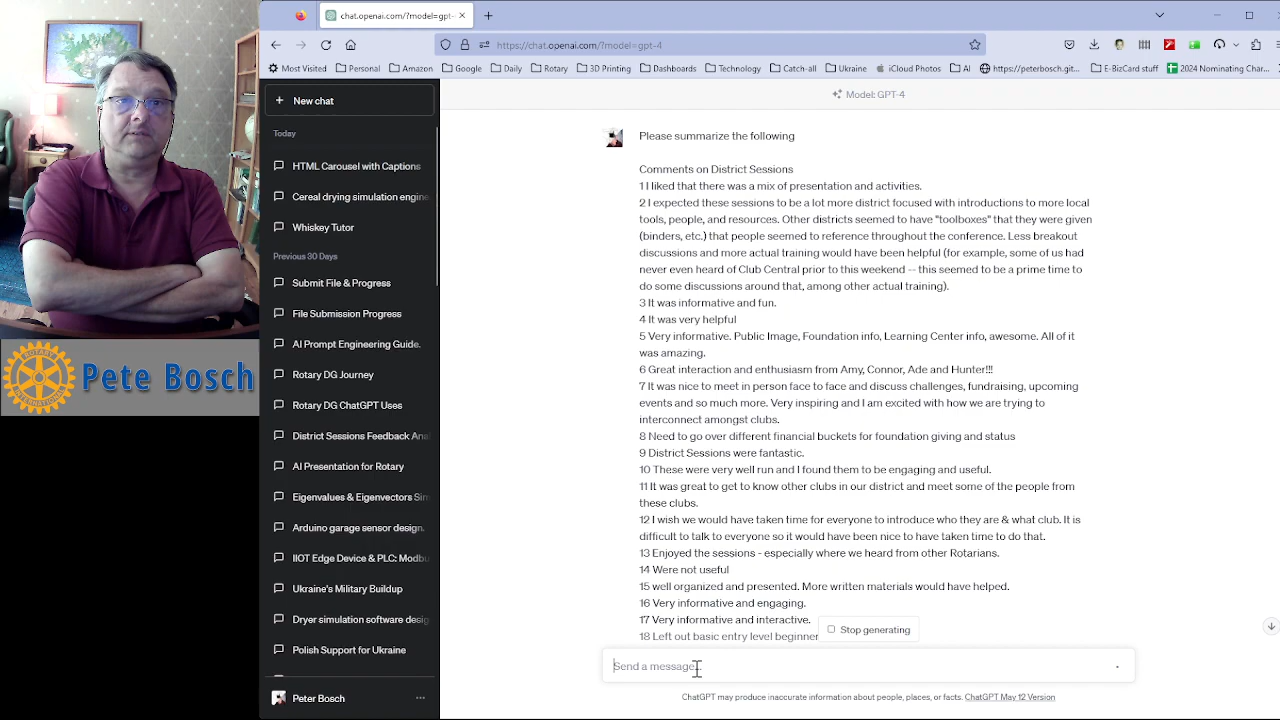 chat.openai.com/?model=gpt-
https://chat.openai.com/?model=gpt-4
Most Visited
Personal
Amazon
Google
Daily
Rotary
3D Printing
Dashboards
Technology
Catch all
Ukraine
iCloud Photos
AI
https://peterbosch.gt...
Card stuff
2024 Nominating Cha
New chat
Today
HTML Carousel with Captions
Cereal drying simulation engine
Whiskey Tutor
Previous 30 Days
Submit File & Progress
File Submission Progress
AI Prompt Engineering Guide.
Rotary DG Journey
Rotary DG ChatGPT Uses
District Sessions Feedback Ana
AI Presentation for Rotary
Eigenvalues & Eigenvectors Sim
Arduino garage sensor design.
IIOT Edge Device & PLC: Modbu
Ukraine's Military Buildup
Dryer simulation software desig
Polish Support for Ukraine
Peter Bosch
ROTARY
INTERNATIONAL
Pete Bosch
Model: GPT-4
Please summarize the following
Comments on District Sessions
1 I liked that there was a mix of presentation and activities.
2 I expected these sessions to be a lot more district focused with introductions to more local
tools, people, and resources. Other districts seemed to have "toolboxes" that they were given
(binders, etc.) that people seemed to reference throughout the conference. Less breakout
discussions and more actual training would have been helpful (for example, some of us had
never even heard of Club Central prior to this weekend -- this seemed to be a prime time to
do some discussions around that, among other actual training).
3 It was informative and fun.
4 It was very helpful
5 Very informative. Public Image, Foundation info, Learning Center info, awesome. All of it
was amazing.
6 Great interaction and enthusiasm from Amy, Connor, Ade and Hunter!!!
7 It was nice to meet in person face to face and discuss challenges, fundraising, upcoming
events and so much more. Very inspiring and I am excited with how we are trying to
interconnect amongst clubs.
8 Need to go over different financial buckets for foundation giving and status
9 District Sessions were fantastic.
10 These were very well run and I found them to be engaging and useful.
11 It was great to get to know other clubs in our district and meet some of the people from
these clubs.
12 I wish we would have taken time for everyone to introduce who they are & what club. It is
difficult to talk to everyone so it would have been nice to have taken time to do that.
13 Enjoyed the sessions - especially where we heard from other Rotarians.
14 Were not useful
15 well organized and presented. More written materials would have helped.
16 Very informative and engaging.
17 Very informative and interactive.
18 Left out basic entry level beginner
Stop generating
Send a message
ChatGPT may produce inaccurate information about people, places, or facts. ChatGPT May 12 Version